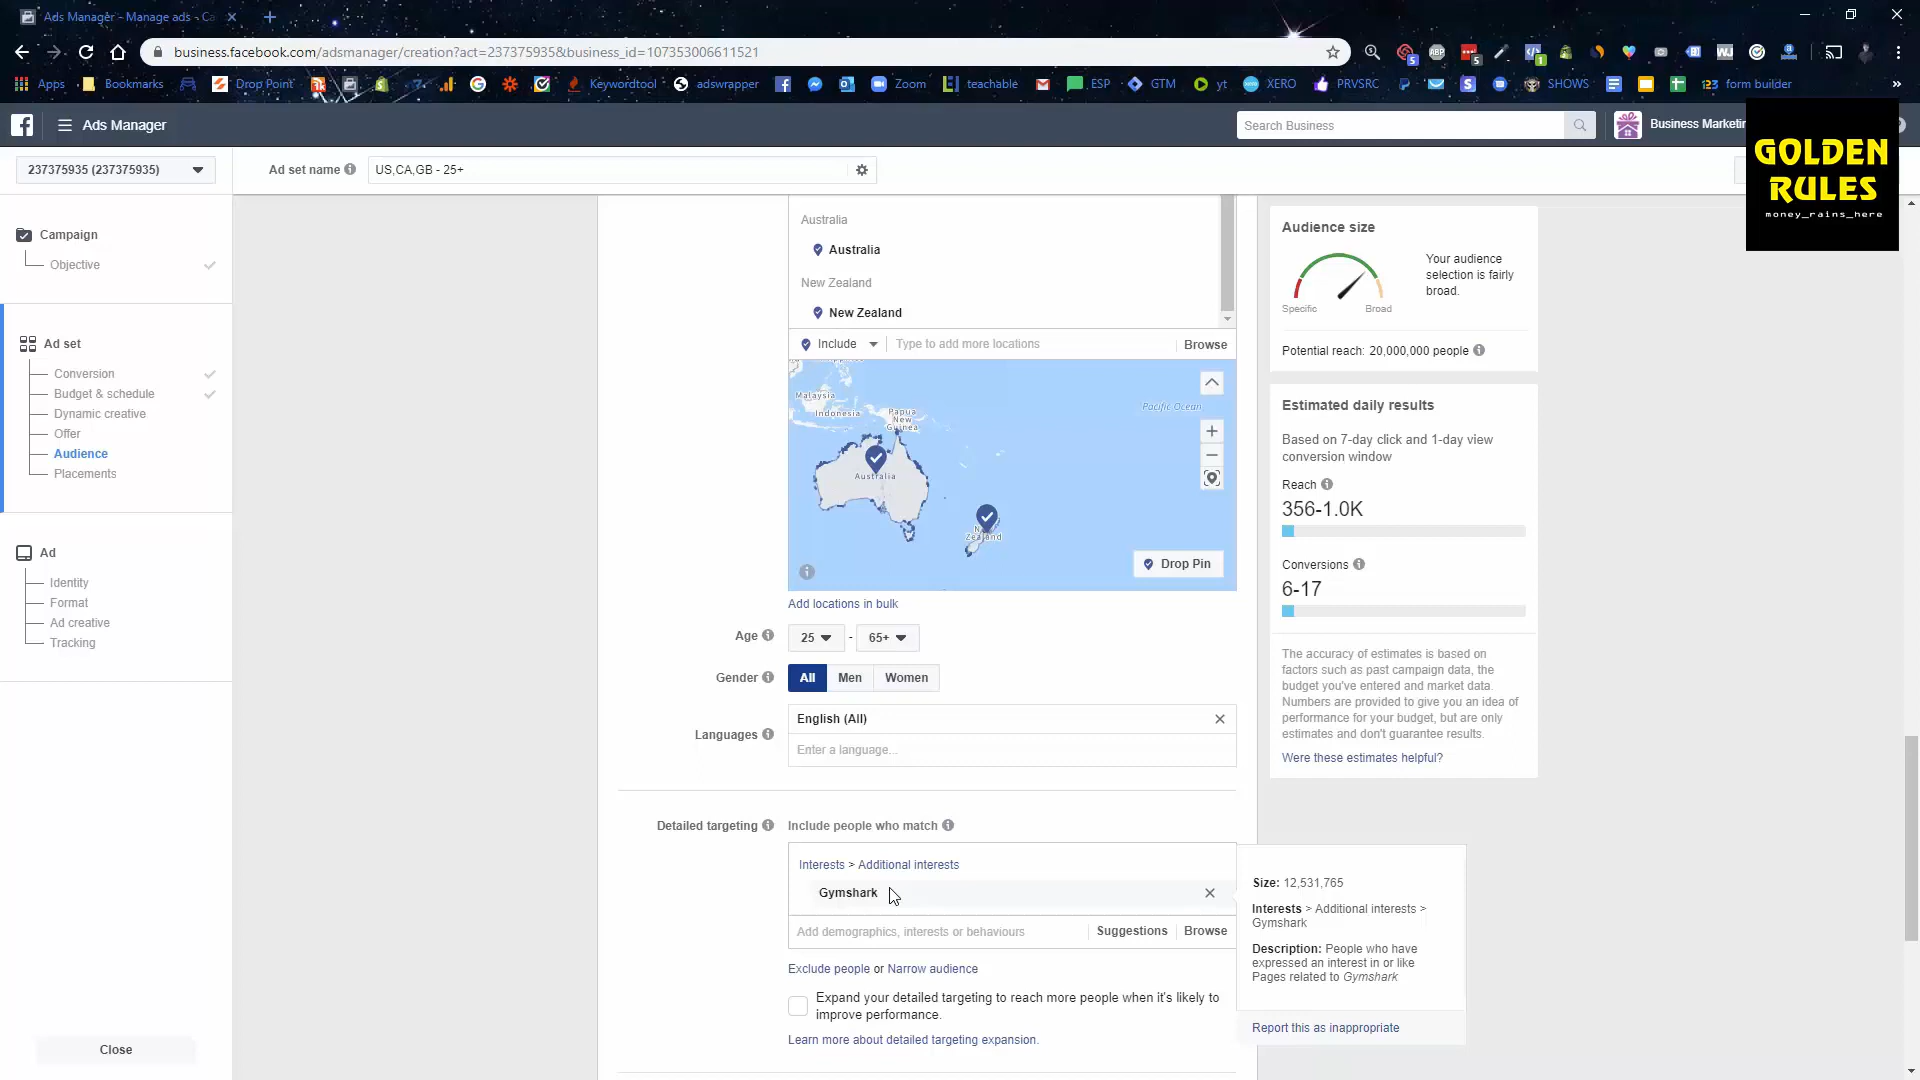 Ads Manager - Manage ads - Ca
business.facebook.com/adsmanager/creation?act=237375935&business_id=107353006611521
Apps
Bookmarks
Drop Point
Keywordtool
adswrapper
Zoom
teachable
ESP
GTM
yt
XERO
PRVSRC
SHOWS
form builder
Ads Manager
Search Business
Business Marketin
GOLDEN
RULES
money_rains_here
237375935 (237375935)
Ad set name
US,CA,GB - 25+
Campaign
Objective
Ad set
Conversion
Budget & schedule
Dynamic creative
Offer
Audience
Placements
Ad
Identity
Format
Ad creative
Tracking
Close
Australia
Australia
New Zealand
New Zealand
Include
Type to add more locations
Browse
Malaysia
Indonesia
Papua
New
Guinea
Pacific Ocean
Australia
Zealand
Drop Pin
Add locations in bulk
Age
25
-
65+
Gender
All
Men
Women
Languages
English (All)
Enter a language...
Detailed targeting
Include people who match
Interests > Additional interests
Gymshark
Add demographics, interests or behaviours
Suggestions
Browse
Exclude people or Narrow audience
Expand your detailed targeting to reach more people when it's likely to
improve performance.
Learn more about detailed targeting expansion.
Audience size
Specific
Broad
Your audience
selection is fairly
broad.
Potential reach: 20,000,000 people
Estimated daily results
Based on 7-day click and 1-day view
conversion window
Reach
356-1.0K
Conversions
6-17
The accuracy of estimates is based on
factors such as past campaign data, the
budget you've entered and market data.
Numbers are provided to give you an idea of
performance for your budget, but are only
estimates and don't guarantee results.
Were these estimates helpful?
Size: 12,531,765
Interests > Additional interests >
Gymshark
Description: People who have
expressed an interest in or like
Pages related to Gymshark
Report this as inappropriate